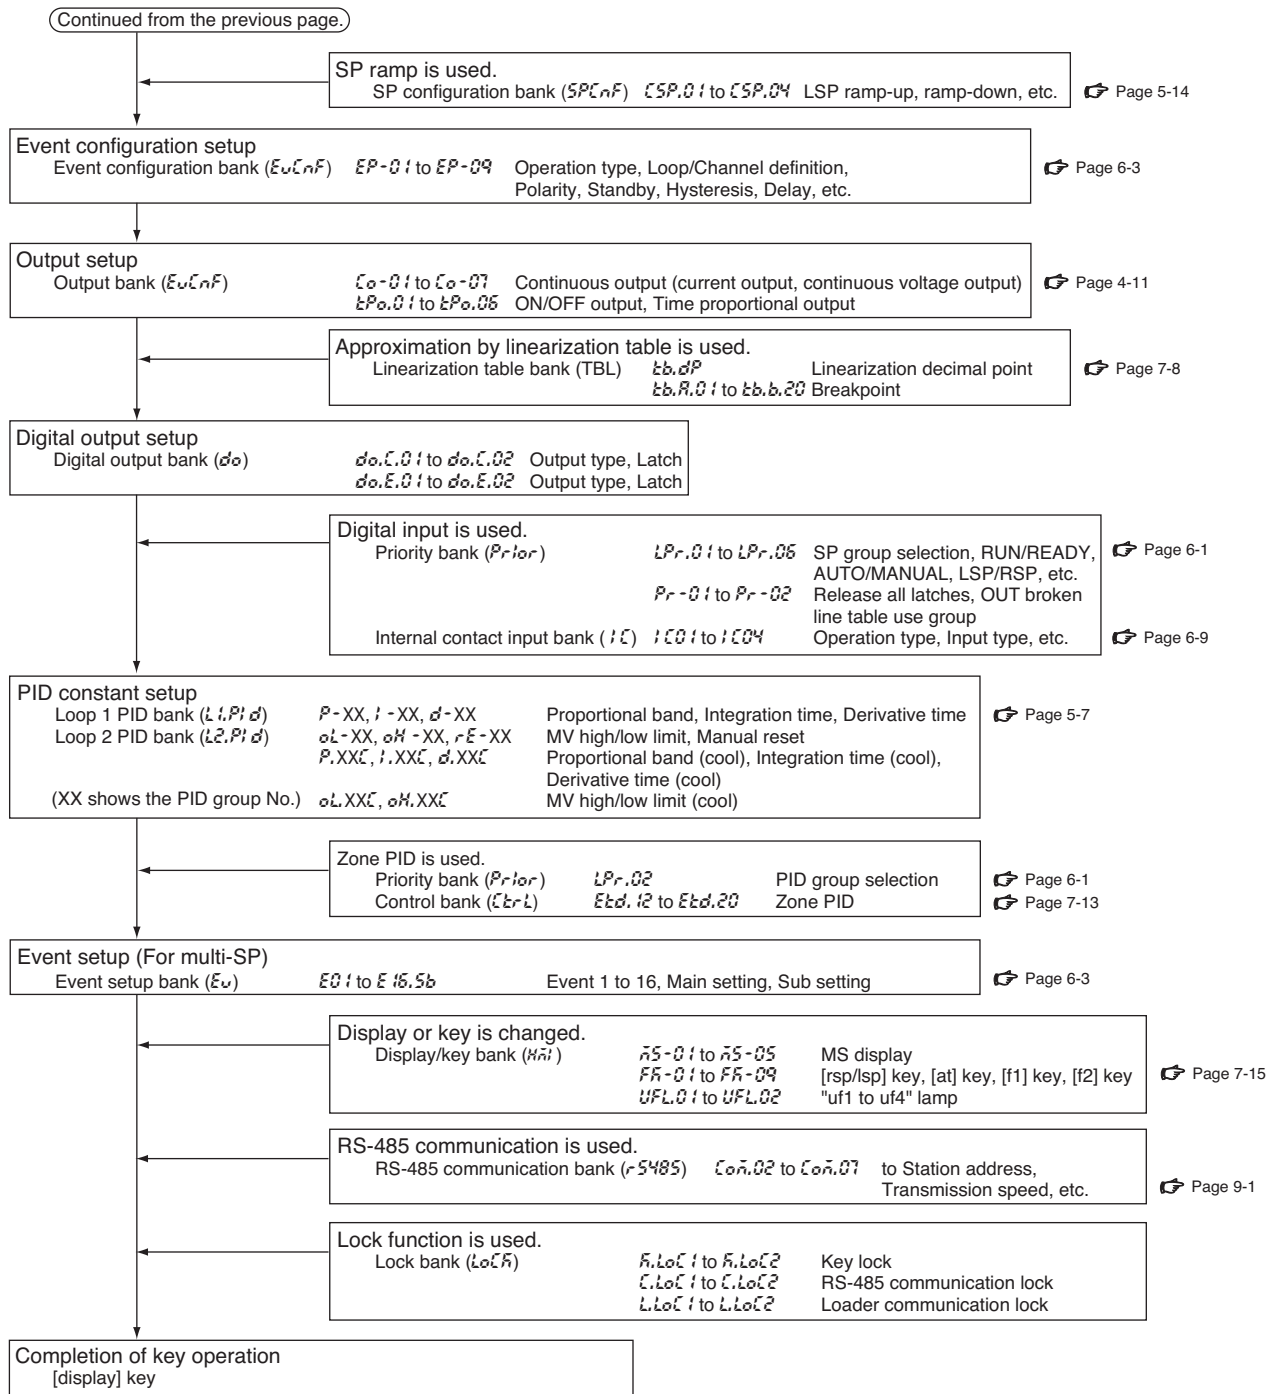 Continued from the previous page.
SP ramp is used.
SP configuration bank (SPCnF) CSP.01 to CSP.04 LSP ramp-up, ramp-down, etc. Page 5-14
Event configuration setup
Event configuration bank (EvCnF) EP-01 to EP-09 Operation type, Loop/Channel definition, Page 6-3
Polarity, Standby, Hysteresis, Delay, etc.
Output setup
Output bank (EvCnF) Co-01 to Co-07 Continuous output (current output, continuous voltage output) Page 4-11
tPo.01 to tPo.06 ON/OFF output, Time proportional output
Approximation by linearization table is used.
Linearization table bank (TBL) tb.dP Linearization decimal point Page 7-8
tb.A.01 to tb.b.20 Breakpoint
Digital output setup
Digital output bank (do) do.C.01 to do.C.02 Output type, Latch
do.E.01 to do.E.02 Output type, Latch
Digital input is used.
Priority bank (Prior) LPr.01 to LPr.06 SP group selection, RUN/READY, Page 6-1
AUTO/MANUAL, LSP/RSP, etc.
Pr-01 to Pr-02 Release all latches, OUT broken
line table use group
Internal contact input bank (IC) IC01 to IC04 Operation type, Input type, etc. Page 6-9
PID constant setup
Loop 1 PID bank (L1.PId) P-XX, I-XX, d-XX Proportional band, Integration time, Derivative time Page 5-7
Loop 2 PID bank (L2.PId) oL-XX, oH-XX, rE-XX MV high/low limit, Manual reset
P.XXC, I.XXC, d.XXC Proportional band (cool), Integration time (cool),
Derivative time (cool)
(XX shows the PID group No.) oL.XXC, oH.XXC MV high/low limit (cool)
Zone PID is used.
Priority bank (Prior) LPr.02 PID group selection Page 6-1
Control bank (CtrL) Etd.12 to Etd.20 Zone PID Page 7-13
Event setup (For multi-SP)
Event setup bank (Ev) E01 to E16.Sb Event 1 to 16, Main setting, Sub setting Page 6-3
Display or key is changed.
Display/key bank (HMI) MS-01 to MS-05 MS display
FK-01 to FK-09 [rsp/lsp] key, [at] key, [f1] key, [f2] key Page 7-15
UFL.01 to UFL.02 "uf1 to uf4" lamp
RS-485 communication is used.
RS-485 communication bank (rS485) CoM.02 to CoM.07 to Station address,
Transmission speed, etc. Page 9-1
Lock function is used.
Lock bank (LoCK) K.LoC1 to K.LoC2 Key lock
C.LoC1 to C.LoC2 RS-485 communication lock
L.LoC1 to L.LoC2 Loader communication lock
Completion of key operation
[display] key